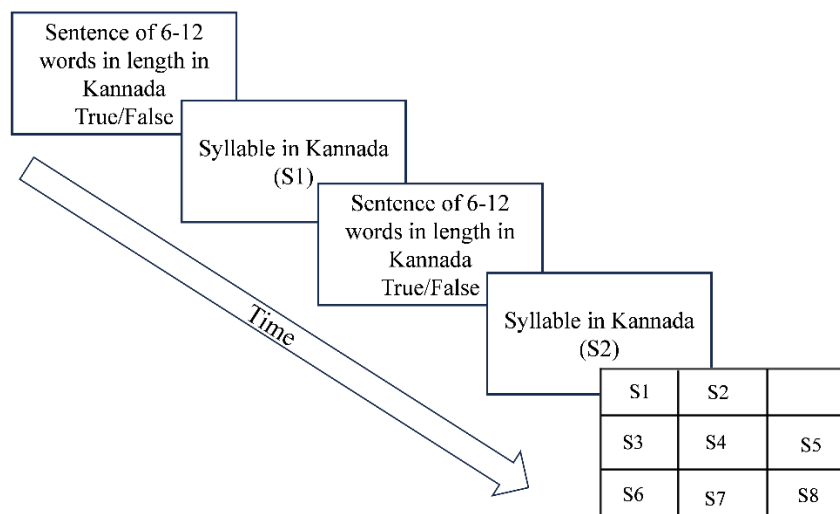 Sentence of 6-12
words in length in
Kannada
True/False
Syllable in Kannada
(S1)
Sentence of 6-12
words in length in
Kannada
True/False
Syllable in Kannada
(S2)
Time
S1 S2
S3 S4 S5
S6 S7 S8